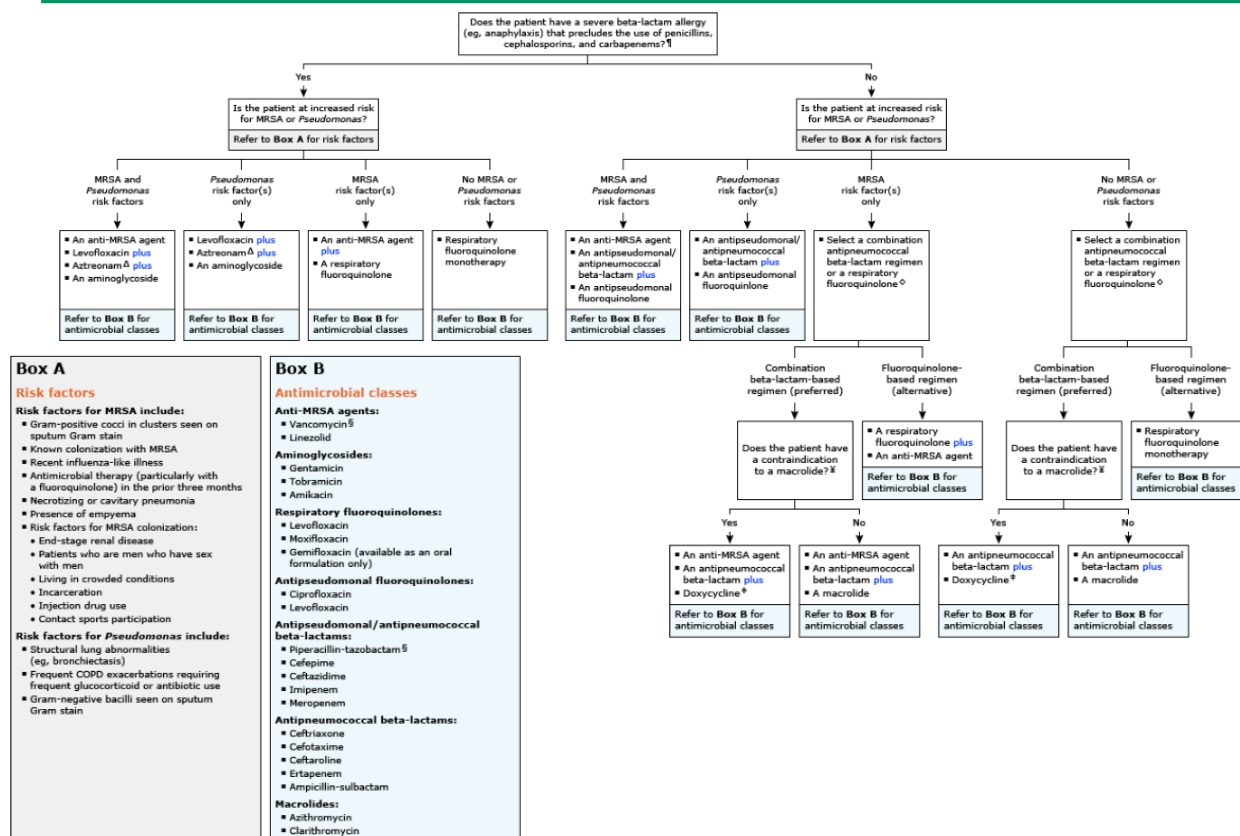 Does the patient have a severe beta-lactam allergy
(eg, anaphylaxis) that precludes the use of penicillins,
cephalosporins, and carbapenems?¶
Yes
No
Is the patient at increased risk
for MRSA or Pseudomonas?
Refer to Box A for risk factors
Is the patient at increased risk
for MRSA or Pseudomonas?
Refer to Box A for risk factors
MRSA and
Pseudomonas
risk factors
Pseudomonas
risk factor(s)
only
MRSA
risk factor(s)
only
No MRSA or
Pseudomonas
risk factors
MRSA and
Pseudomonas
risk factors
Pseudomonas
risk factor(s)
only
MRSA
risk factor(s)
only
No MRSA or
Pseudomonas
risk factors
▪ An anti-MRSA agent
▪ Levofloxacin plus
▪ Aztreonam Δ plus
▪ An aminoglycoside
Refer to Box B for
antimicrobial classes
▪ Levofloxacin plus
▪ Aztreonam Δ plus
▪ An aminoglycoside
Refer to Box B for
antimicrobial classes
▪ An anti-MRSA agent
plus
▪ A respiratory
fluoroquinolone
Refer to Box B for
antimicrobial classes
▪ Respiratory
fluoroquinolone
monotherapy
Refer to Box B for
antimicrobial classes
▪ An anti-MRSA agent
▪ An antipseudomonal/
antipneumococcal
beta-lactam plus
▪ An antipseudomonal
fluoroquinolone
Refer to Box B for
antimicrobial classes
▪ An antipseudomonal/
antipneumococcal
beta-lactam plus
▪ An antipseudomonal
fluoroquinlone
Refer to Box B for
antimicrobial classes
▪ Select a combination
antipneumococcal
beta-lactam regimen
or a respiratory
fluoroquinolone ◊
▪ Select a combination
antipneumococcal
beta-lactam regimen
or a respiratory
fluoroquinolone ◊
Combination
beta-lactam-based
regimen (preferred)
Fluoroquinolone-
based regimen
(alternative)
Combination
beta-lactam-based
regimen (preferred)
Fluoroquinolone-
based regimen
(alternative)
Does the patient have
a contraindication
to a macrolide? ¥
▪ A respiratory
fluoroquinolone plus
▪ An anti-MRSA agent
Refer to Box B for
antimicrobial classes
Does the patient have
a contraindication
to a macrolide? ¥
▪ Respiratory
fluoroquinolone
monotherapy
Refer to Box B for
antimicrobial classes
Yes
No
Yes
No
▪ An anti-MRSA agent
▪ An antipneumococcal
beta-lactam plus
▪ Doxycycline‡
Refer to Box B for
antimicrobial classes
▪ An anti-MRSA agent
▪ An antipneumococcal
beta-lactam plus
▪ A macrolide
Refer to Box B for
antimicrobial classes
▪ An antipneumococcal
beta-lactam plus
▪ Doxycycline‡
Refer to Box B for
antimicrobial classes
▪ An antipneumococcal
beta-lactam plus
▪ A macrolide
Refer to Box B for
antimicrobial classes
Box A
Risk factors
Risk factors for MRSA include:
▪ Gram-positive cocci in clusters seen on
sputum Gram stain
▪ Known colonization with MRSA
▪ Recent influenza-like illness
▪ Antimicrobial therapy (particularly with
a fluoroquinolone) in the prior three months
▪ Necrotizing or cavitary pneumonia
▪ Presence of empyema
▪ Risk factors for MRSA colonization:
• End-stage renal disease
• Patients who are men who have sex
with men
• Living in crowded conditions
• Incarceration
• Injection drug use
• Contact sports participation
Risk factors for Pseudomonas include:
▪ Structural lung abnormalities
(eg, bronchiectasis)
▪ Frequent COPD exacerbations requiring
frequent glucocorticoid or antibiotic use
▪ Gram-negative bacilli seen on sputum
Gram stain
Box B
Antimicrobial classes
Anti-MRSA agents:
▪ Vancomycin§
▪ Linezolid
Aminoglycosides:
▪ Gentamicin
▪ Tobramicin
▪ Amikacin
Respiratory fluoroquinolones:
▪ Levofloxacin
▪ Moxifloxacin
▪ Gemifloxacin (available as an oral
formulation only)
Antipseudomonal fluoroquinolones:
▪ Ciprofloxacin
▪ Levofloxacin
Antipseudomonal/antipneumococcal
beta-lactams:
▪ Piperacillin-tazobactam§
▪ Cefepime
▪ Ceftazidime
▪ Imipenem
▪ Meropenem
Antipneumococcal beta-lactams:
▪ Ceftriaxone
▪ Cefotaxime
▪ Ceftaroline
▪ Ertapenem
▪ Ampicillin-sulbactam
Macrolides:
▪ Azithromycin
▪ Clarithromycin